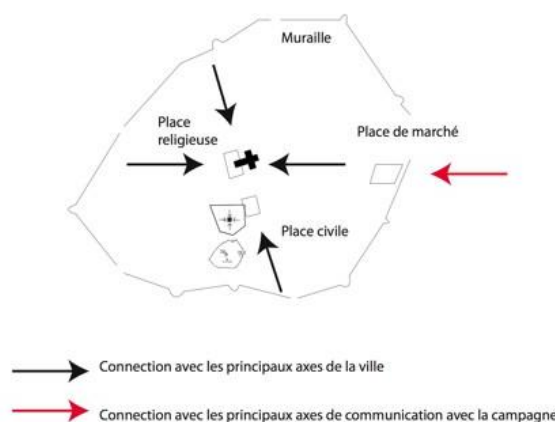 Muraille
Place
religieuse
Place de marché
Place civile
Connection avec les principaux axes de la ville
Connection avec les principaux axes de communication avec la campagne